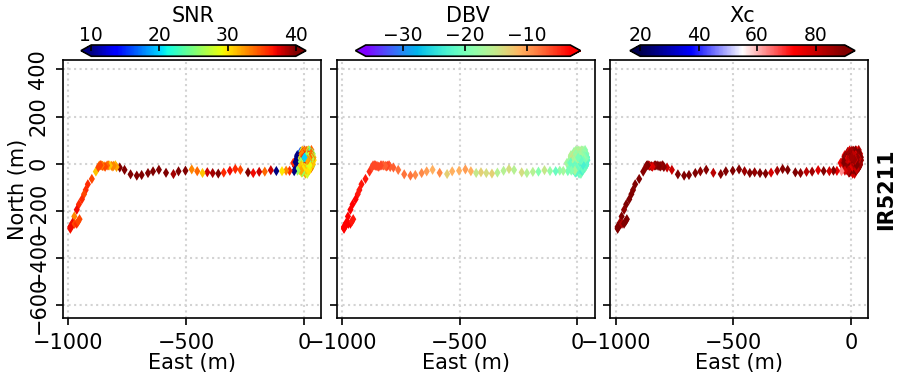 SNR DBV Xc
10 20 30 40 −30 −20 −10 20 40 60 80
400
200
0
−200
−400
−600
North (m)
−1000 −500 0 −1000 −500 0 −1000 −500 0
East (m) East (m) East (m)
IR5211